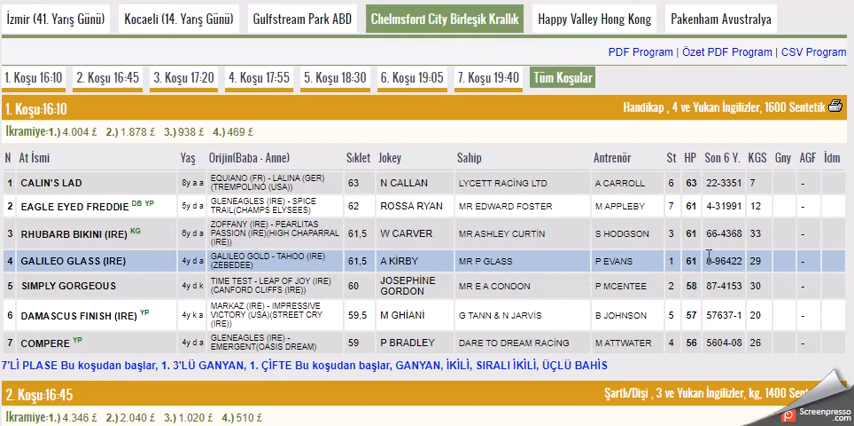 İzmir (41. Yarış Günü) Kocaeli (14. Yarış Günü) Gulfstream Park ABD Chelmsford City Birleşik Krallık Happy Valley Hong Kong Pakenham Avustralya
PDF Program | Özet PDF Program | CSV Program
1. Koşu 16:10 2. Koşu 16:45 3. Koşu 17:20 4. Koşu 17:55 5. Koşu 18:30 6. Koşu 19:05 7. Koşu 19:40 Tüm Koşular
1. Koşu:16:10 Handikap , 4 ve Yukarı İngilizler, 1600 Sentetik
İkramiye:1.) 4.004 £ 2.) 1.878 £ 3.) 938 £ 4.) 469 £
N At İsmi Yaş Orijin(Baba - Anne) Sıklet Jokey Sahip Antrenör St HP Son 6 Y. KGS Gny AGF İdm
1 CALIN'S LAD 8y a a EQUIANO (FR) - LALINA (GER) (TREMPOLINO (USA)) 63 N CALLAN LYCETT RACİNG LTD A CARROLL 6 63 22-3351 7 -
2 EAGLE EYED FREDDIE DB YP 5y d a GLENEAGLES (IRE) - SPICE TRAIL(CHAMPS ELYSEES) 62 ROSSA RYAN MR EDWARD FOSTER M APPLEBY 7 61 4-31991 12 -
3 RHUBARB BIKINI (IRE) KG 6y d a ZOFFANY (IRE) - PEARLITAS PASSION (IRE)(HIGH CHAPARRAL (IRE)) 61,5 W CARVER MR ASHLEY CURTİN S HODGSON 3 61 66-4368 33 -
4 GALILEO GLASS (IRE) 4y d a GALILEO GOLD - TAHOO (IRE) (ZEBEDEE) 61,5 A KİRBY MR P GLASS P EVANS 1 61 -96422 29 -
5 SIMPLY GORGEOUS 4y d k TIME TEST - LEAP OF JOY (IRE) (CANFORD CLIFFS (IRE)) 60 JOSEPHİNE GORDON MR E A CONDON P MCENTEE 2 58 87-4153 30 -
6 DAMASCUS FINISH (IRE) YP 4y k a MARKAZ (IRE) - IMPRESSIVE VICTORY (USA)(STREET CRY (IRE)) 59,5 M GHİANİ G TANN & N JARVİS B JOHNSON 5 57 57637-1 20 -
7 COMPERE YP 4y d a GLENEAGLES (IRE) - EMERGENT(OASIS DREAM) 59 P BRADLEY DARE TO DREAM RACİNG M ATTWATER 4 56 5604-08 26 -
7'Lİ PLASE Bu koşudan başlar, 1. 3'LÜ GANYAN, 1. ÇİFTE Bu koşudan başlar, GANYAN, İKİLİ, SIRALI İKİLİ, ÜÇLÜ BAHİS
2. Koşu:16:45 Şartlı/Dişi , 3 ve Yukarı İngilizler, kg, 1400
İkramiye:1.) 4.346 £ 2.) 2.040 £ 3.) 1.020 £ 4.) 510 £
Screenpresso
.com